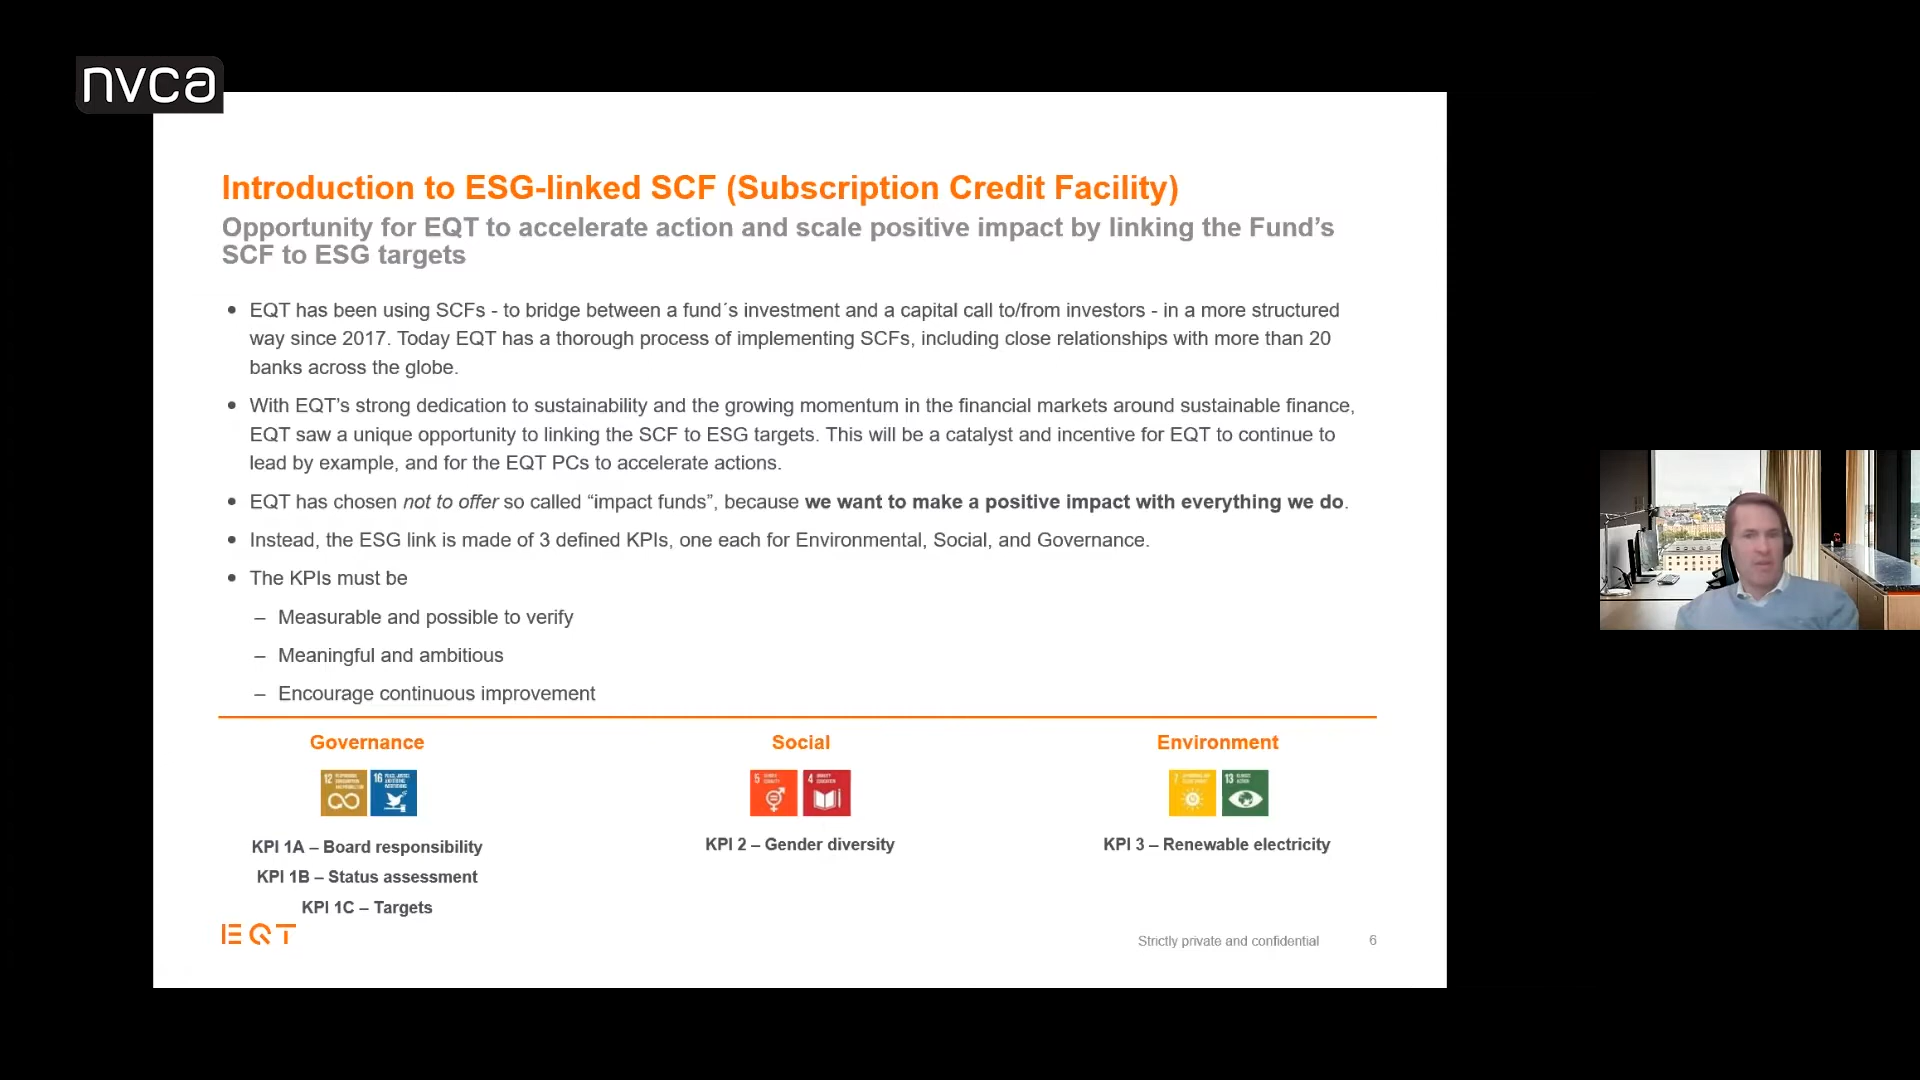 nvca
Introduction to ESG-linked SCF (Subscription Credit Facility)
Opportunity for EQT to accelerate action and scale positive impact by linking the Fund’s
SCF to ESG targets
• EQT has been using SCFs - to bridge between a fund´s investment and a capital call to/from investors - in a more structured
way since 2017. Today EQT has a thorough process of implementing SCFs, including close relationships with more than 20
banks across the globe.
• With EQT’s strong dedication to sustainability and the growing momentum in the financial markets around sustainable finance,
EQT saw a unique opportunity to linking the SCF to ESG targets. This will be a catalyst and incentive for EQT to continue to
lead by example, and for the EQT PCs to accelerate actions.
• EQT has chosen not to offer so called “impact funds”, because we want to make a positive impact with everything we do.
• Instead, the ESG link is made of 3 defined KPIs, one each for Environmental, Social, and Governance.
• The KPIs must be
– Measurable and possible to verify
– Meaningful and ambitious
– Encourage continuous improvement
Governance
12
16
KPI 1A – Board responsibility
KPI 1B – Status assessment
KPI 1C – Targets
Social
5
4
KPI 2 – Gender diversity
Environment
7
13
KPI 3 – Renewable electricity
EQT
Strictly private and confidential 6